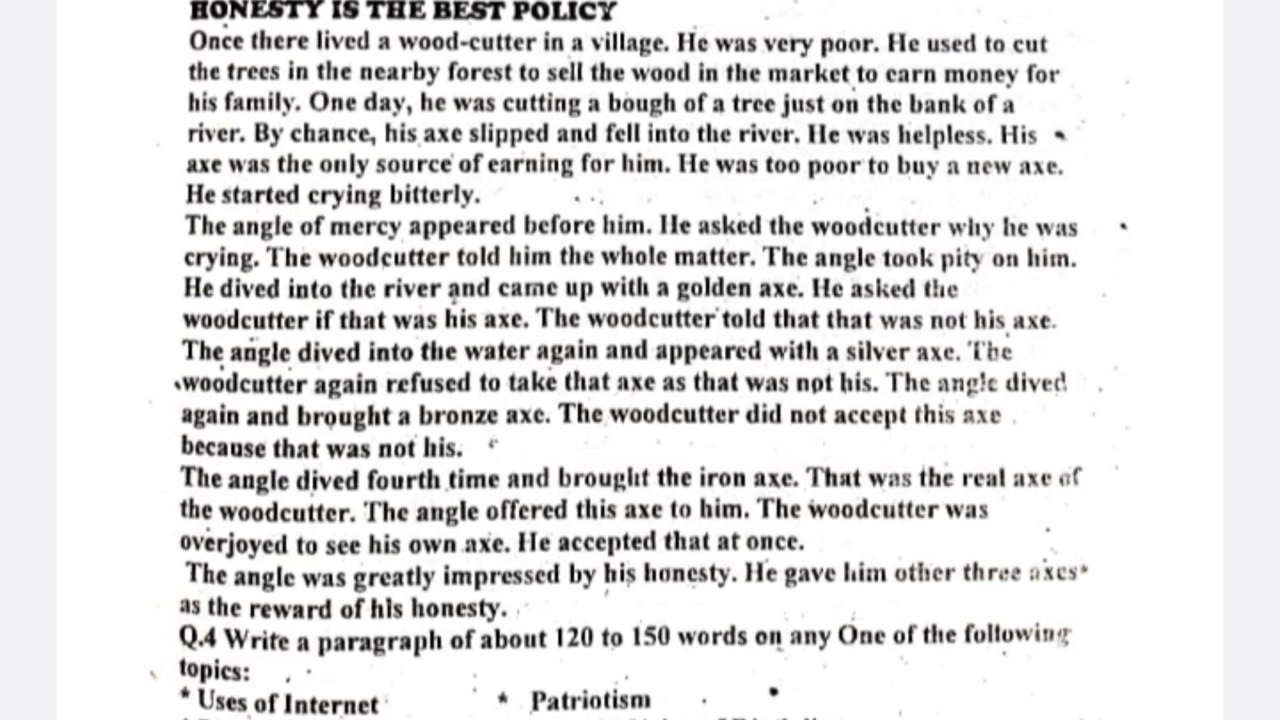 HONESTY IS THE BEST POLICY
Once there lived a wood-cutter in a village. He was very poor. He used to cut
the trees in the nearby forest to sell the wood in the market to earn money for
his family. One day, he was cutting a bough of a tree just on the bank of a
river. By chance, his axe slipped and fell into the river. He was helpless. His
axe was the only source of earning for him. He was too poor to buy a new axe.
He started crying bitterly.
The angle of mercy appeared before him. He asked the woodcutter why he was
crying. The woodcutter told him the whole matter. The angle took pity on him.
He dived into the river and came up with a golden axe. He asked the
woodcutter if that was his axe. The woodcutter told that that was not his axe.
The angle dived into the water again and appeared with a silver axe. The
woodcutter again refused to take that axe as that was not his. The angle dived
again and brought a bronze axe. The woodcutter did not accept this axe
because that was not his.
The angle dived fourth time and brought the iron axe. That was the real axe of
the woodcutter. The angle offered this axe to him. The woodcutter was
overjoyed to see his own axe. He accepted that at once.
The angle was greatly impressed by his honesty. He gave him other three axes
as the reward of his honesty.
Q.4 Write a paragraph of about 120 to 150 words on any One of the following
topics:
* Uses of Internet * Patriotism